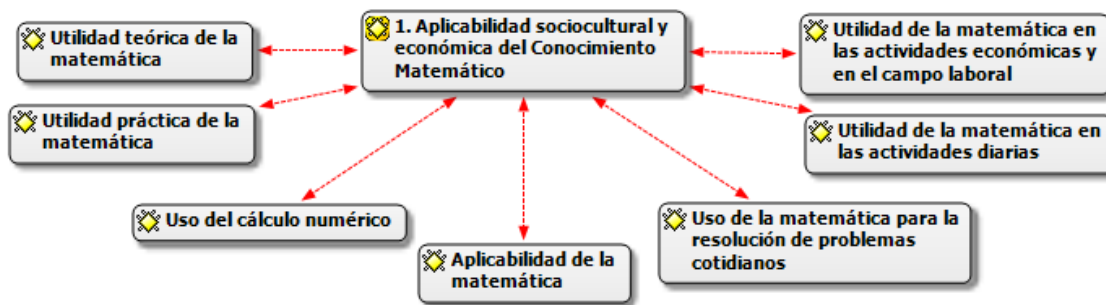 1. Aplicabilidad sociocultural y
económica del Conocimiento
Matemático
Utilidad teórica de la
matemática
Utilidad práctica de la
matemática
Uso del cálculo numérico
Aplicabilidad de la
matemática
Uso de la matemática para la
resolución de problemas
cotidianos
Utilidad de la matemática en
las actividades económicas y
en el campo laboral
Utilidad de la matemática en
las actividades diarias